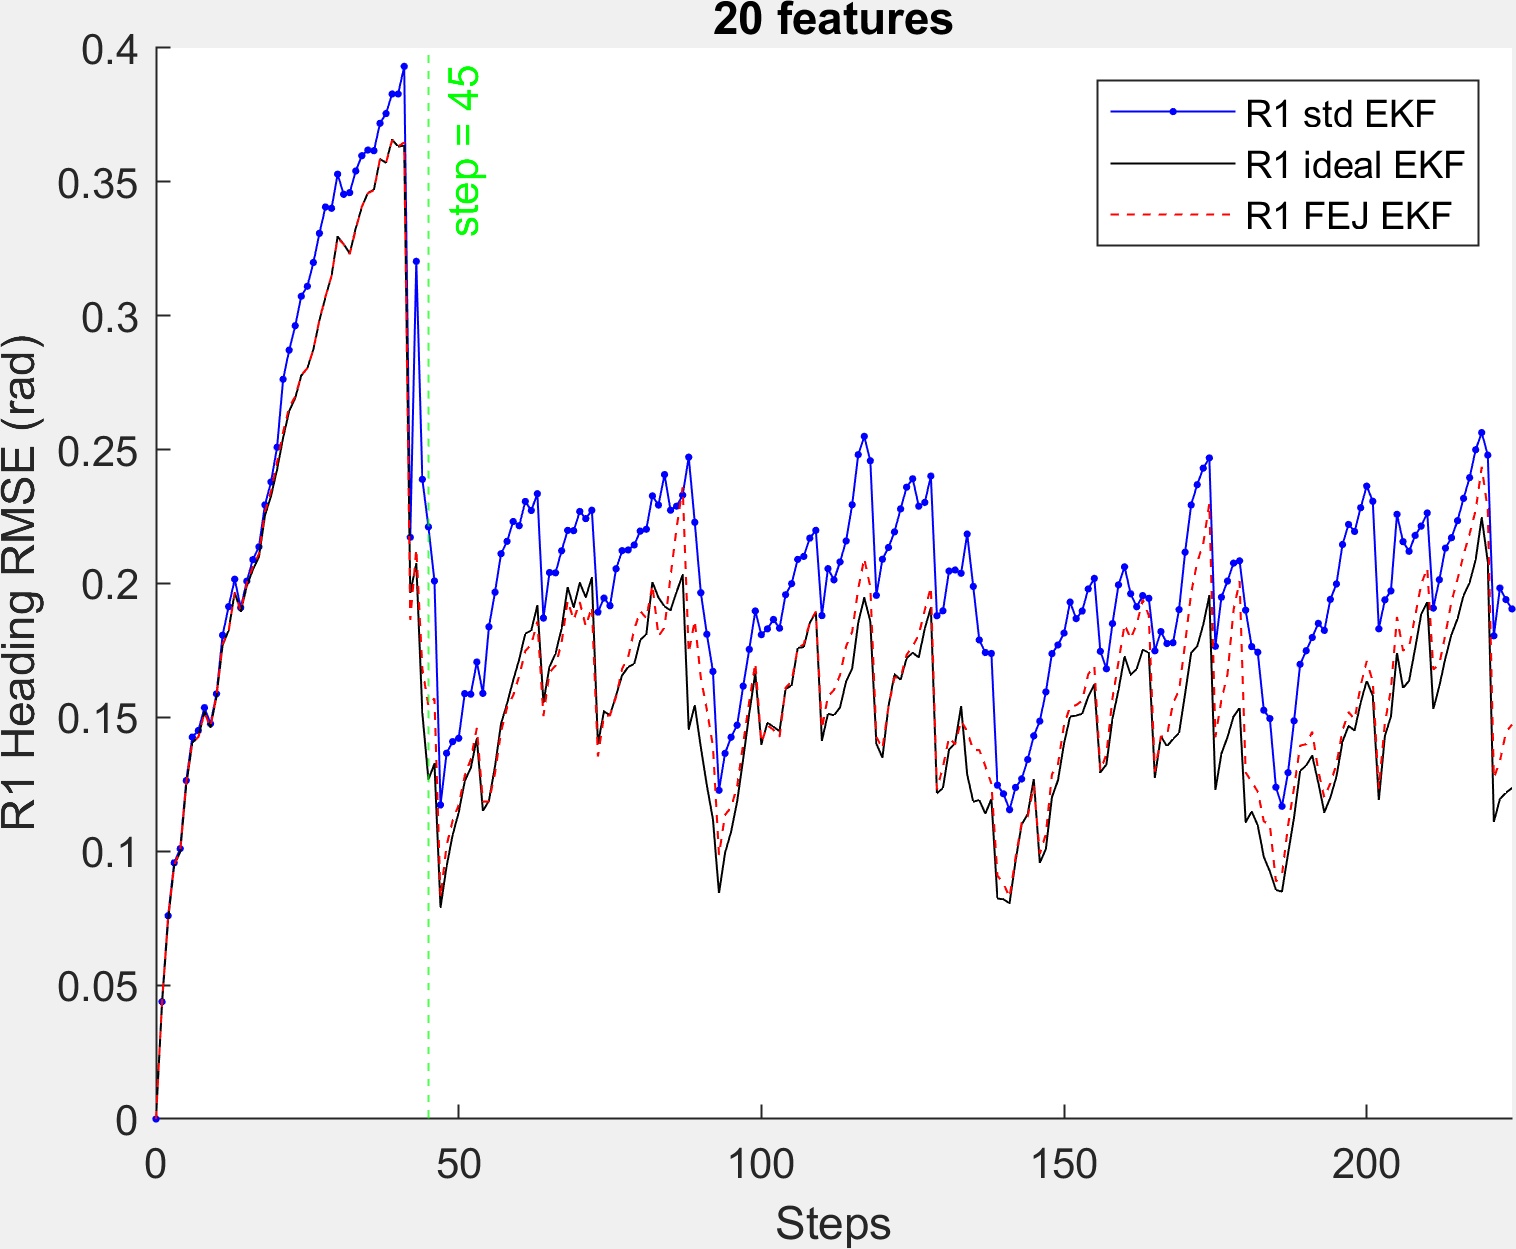 20 features
R1 Heading RMSE (rad)
0.4
0.35
0.3
0.25
0.2
0.15
0.1
0.05
0
step = 45
R1 std EKF
R1 ideal EKF
R1 FEJ EKF
0 50 100 150 200
Steps